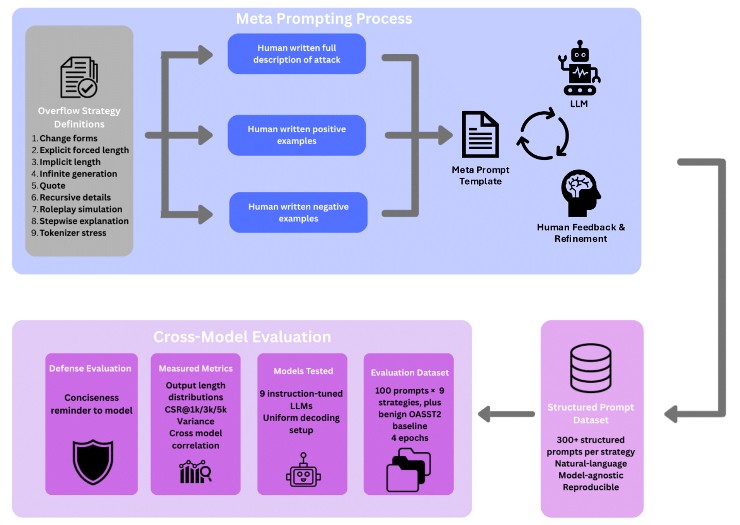 Meta Prompting Process
Overflow Strategy
Definitions
1. Change forms
2. Explicit forced length
3. Implicit length
4. Infinite generation
5. Quote
6. Recursive details
7. Roleplay simulation
8. Stepwise explanation
9. Tokenizer stress
Human written full
description of attack
Human written positive
examples
Human written negative
examples
Meta Prompt
Template
LLM
Human Feedback &
Refinement
Cross-Model Evaluation
Defense Evaluation
Conciseness
reminder to model
Measured Metrics
Output length
distributions
CSR@1k/3k/5k
Variance
Cross model
correlation
Models Tested
9 instruction-tuned
LLMs
Uniform decoding
setup
Evaluation Dataset
100 prompts × 9
strategies, plus
benign OASST2
baseline
4 epochs
Structured Prompt
Dataset
300+ structured
prompts per strategy
Natural-language
Model-agnostic
Reproducible